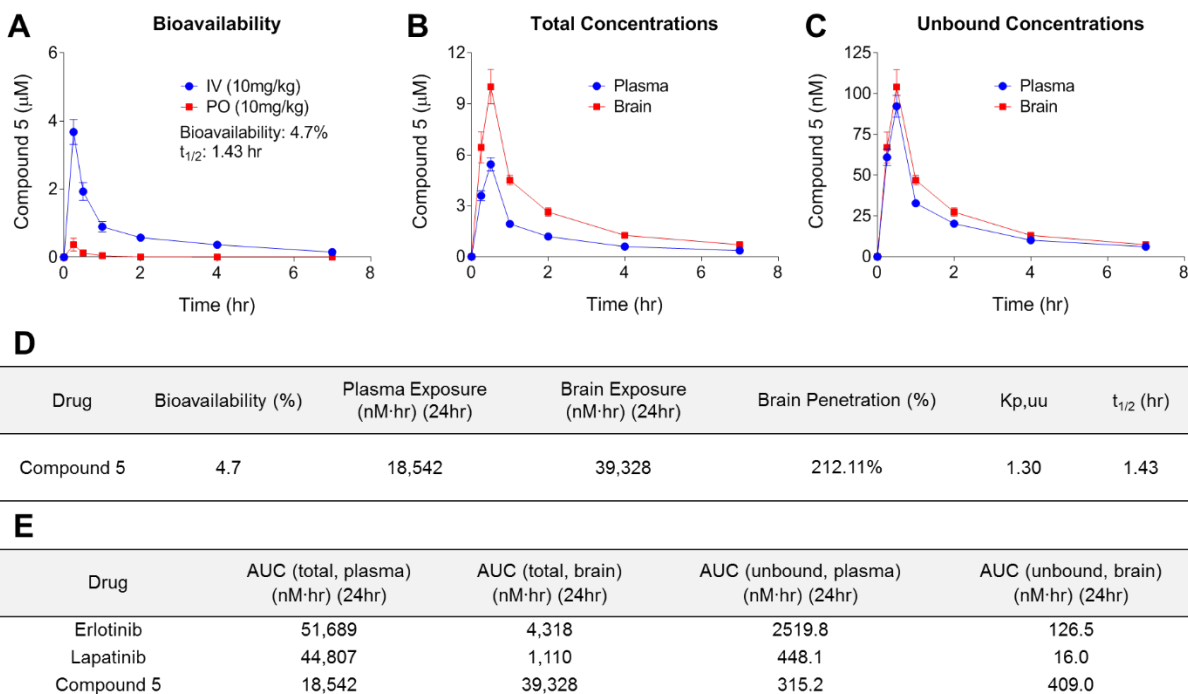 A
Bioavailability
6
4
2
0
0 2 4 6 8
Compound 5 (μM)
Time (hr)
IV (10mg/kg)
PO (10mg/kg)
Bioavailability: 4.7%
t1/2: 1.43 hr
B
Total Concentrations
12
9
6
3
0
0 2 4 6 8
Compound 5 (μM)
Time (hr)
Plasma
Brain
C
Unbound Concentrations
125
100
75
50
25
0
0 2 4 6 8
Compound 5 (nM)
Time (hr)
Plasma
Brain
D
Drug Bioavailability (%) Plasma Exposure (nM·hr) (24hr) Brain Exposure (nM·hr) (24hr) Brain Penetration (%) Kp,uu t1/2 (hr)
Compound 5 4.7 18,542 39,328 212.11% 1.30 1.43
E
Drug AUC (total, plasma) (nM·hr) (24hr) AUC (total, brain) (nM·hr) (24hr) AUC (unbound, plasma) (nM·hr) (24hr) AUC (unbound, brain) (nM·hr) (24hr)
Erlotinib 51,689 4,318 2519.8 126.5
Lapatinib 44,807 1,110 448.1 16.0
Compound 5 18,542 39,328 315.2 409.0